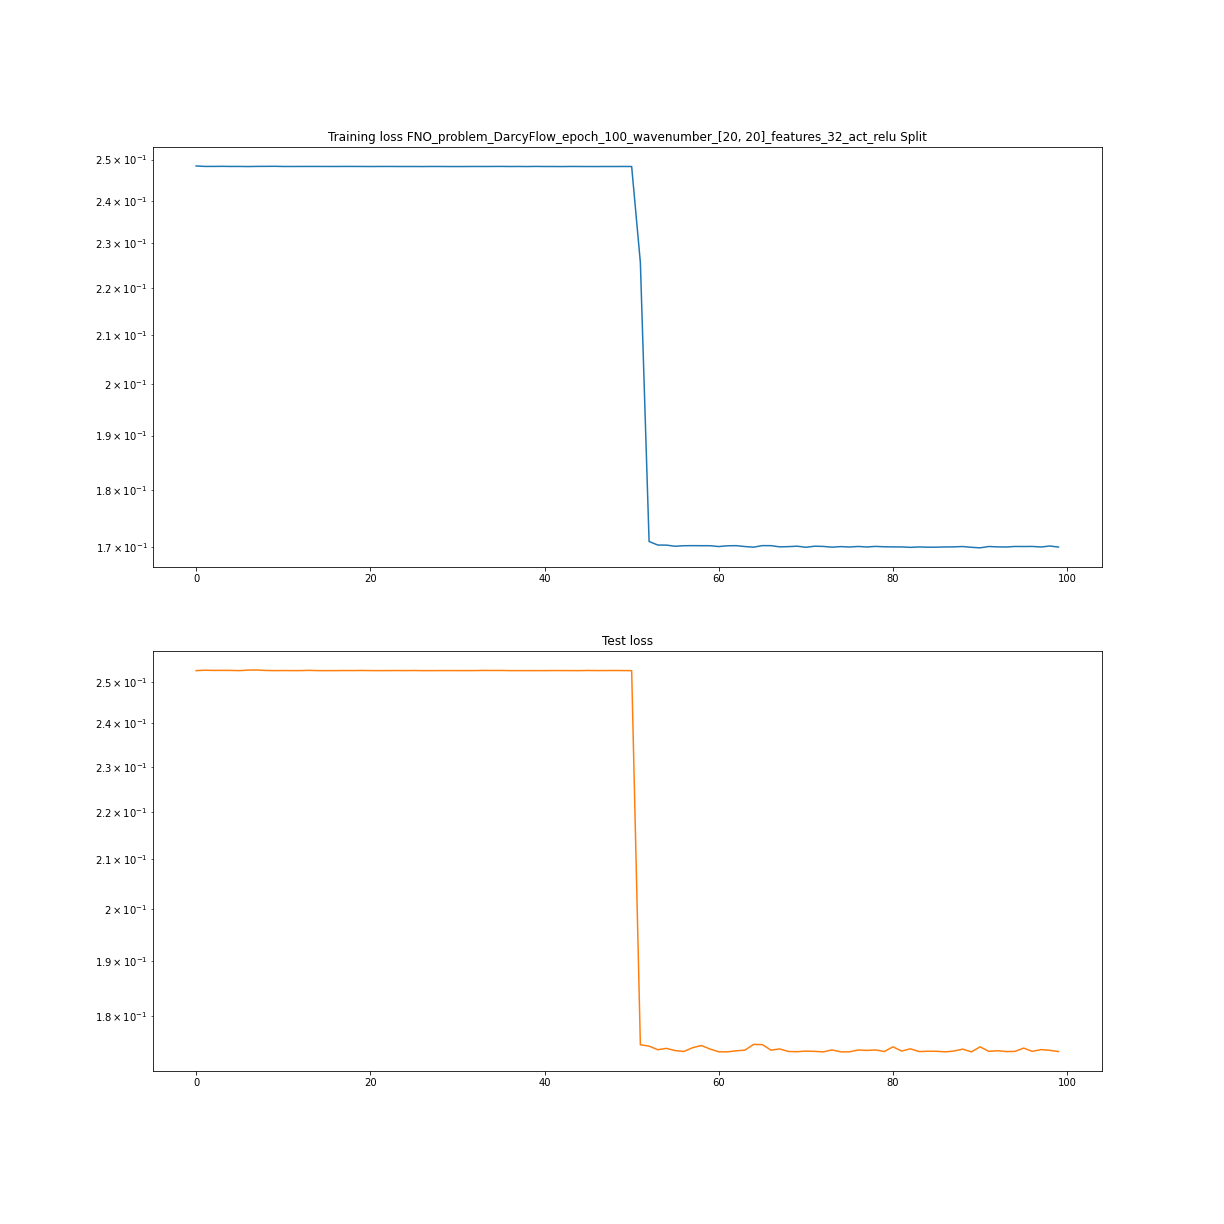 Training loss FNO_problem_DarcyFlow_epoch_100_wavenumber_[20, 20]_features_32_act_relu Split
2.5 × 10⁻¹
2.4 × 10⁻¹
2.3 × 10⁻¹
2.2 × 10⁻¹
2.1 × 10⁻¹
2 × 10⁻¹
1.9 × 10⁻¹
1.8 × 10⁻¹
1.7 × 10⁻¹
0 20 40 60 80 100
Test loss
2.5 × 10⁻¹
2.4 × 10⁻¹
2.3 × 10⁻¹
2.2 × 10⁻¹
2.1 × 10⁻¹
2 × 10⁻¹
1.9 × 10⁻¹
1.8 × 10⁻¹
0 20 40 60 80 100